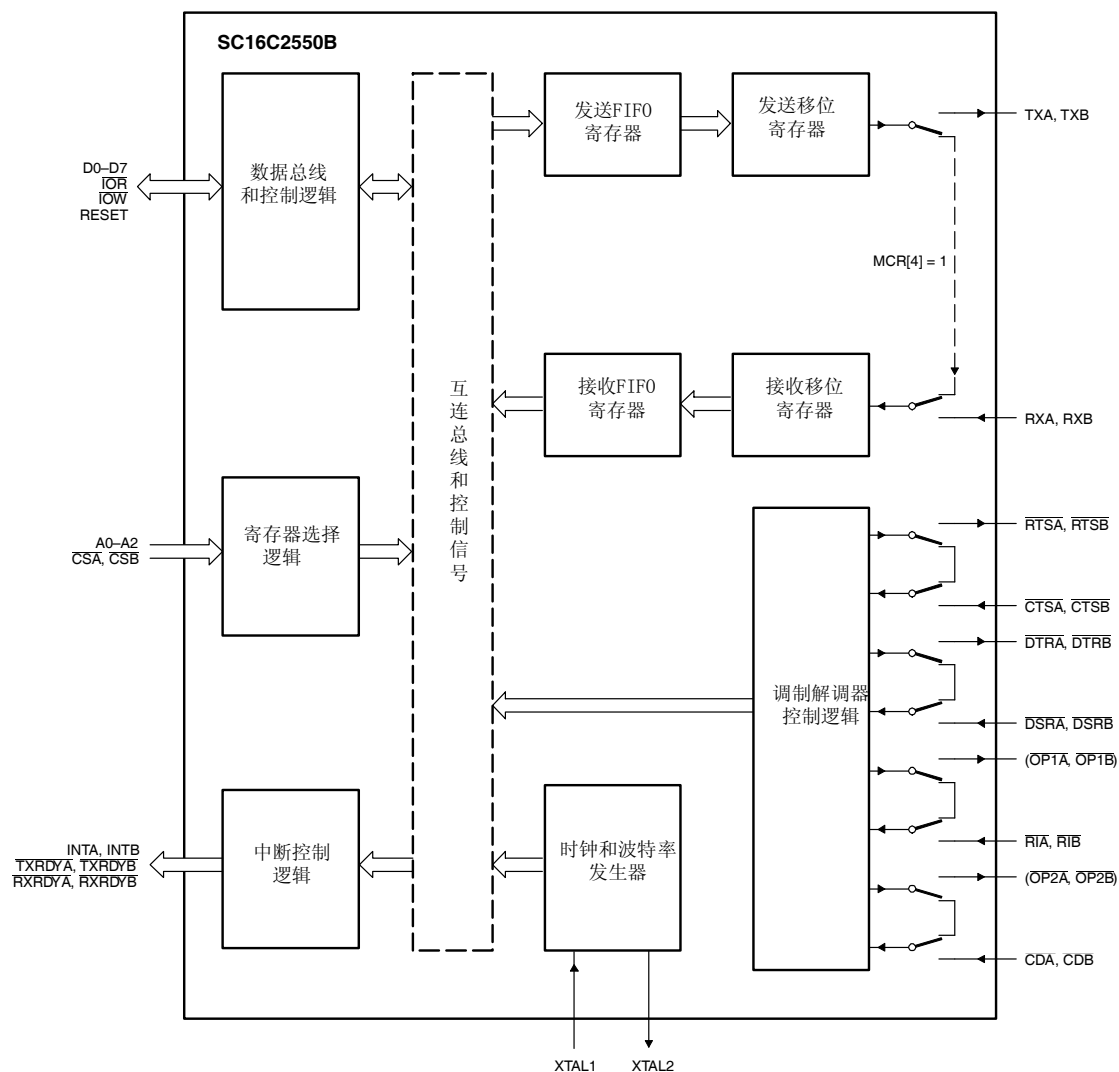 SC16C2550B
发送FIFO
寄存器
发送移位
寄存器
TXA, TXB
D0–D7
IOR
IOW
RESET
数据总线
和控制逻辑
MCR[4] = 1
互连总线和控制信号
接收FIFO
寄存器
接收移位
寄存器
RXA, RXB
A0–A2
CSA, CSB
寄存器选择
逻辑
RTSA, RTSB
CTSA, CTSB
DTRA, DTRB
调制解调器
控制逻辑
DSRA, DSRB
(OP1A, OP1B)
RIA, RIB
(OP2A, OP2B)
CDA, CDB
INTA, INTB
TXRDYA, TXRDYB
RXRDYA, RXRDYB
中断控制
逻辑
时钟和波特率
发生器
XTAL1
XTAL2